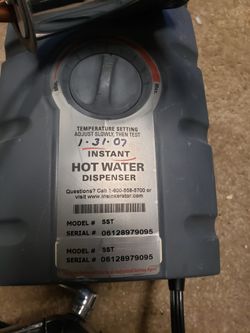 TEMPERATURE SETTING
ADJUST SLOWLY, THEN TEST
1-31-07
INSTANT
HOT WATER
DISPENSER
Questions? Call 1-800-558-5700 or
visit www.insinkerator.com
MODEL # SST
SERIAL # 06128979095
MODEL # SST
SERIAL # 06128979095